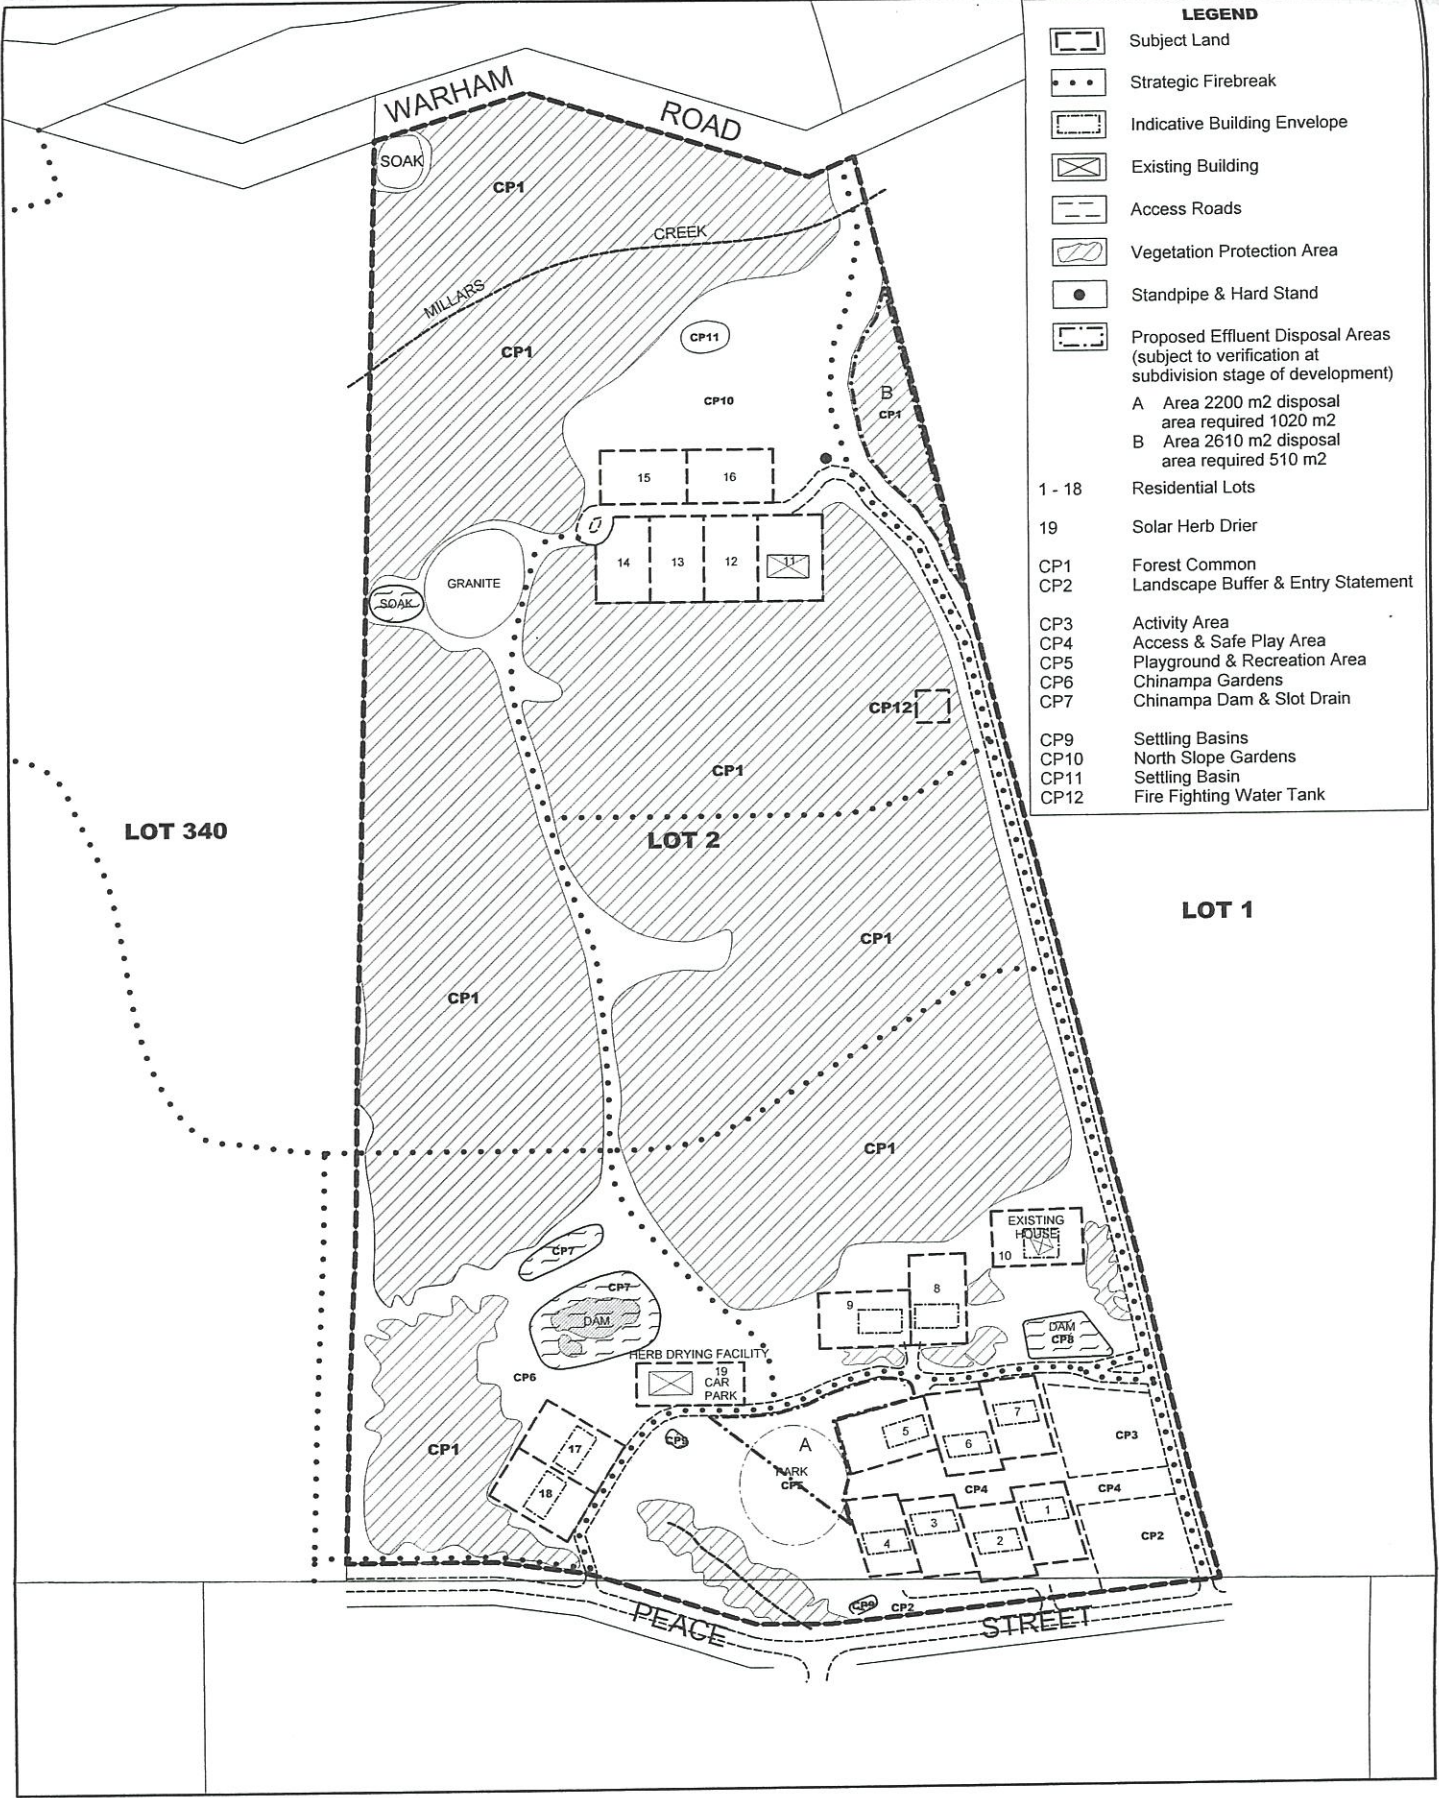 LEGEND
Subject Land
Strategic Firebreak
Indicative Building Envelope
Existing Building
Access Roads
Vegetation Protection Area
Standpipe & Hard Stand
Proposed Effluent Disposal Areas
(subject to verification at
subdivision stage of development)
A Area 2200 m2 disposal
area required 1020 m2
B Area 2610 m2 disposal
area required 510 m2
1 - 18 Residential Lots
19 Solar Herb Drier
CP1 Forest Common
CP2 Landscape Buffer & Entry Statement
CP3 Activity Area
CP4 Access & Safe Play Area
CP5 Playground & Recreation Area
CP6 Chinampa Gardens
CP7 Chinampa Dam & Slot Drain
CP9 Settling Basins
CP10 North Slope Gardens
CP11 Settling Basin
CP12 Fire Fighting Water Tank
WARHAM ROAD
SOAK
CP1
MILLARS CREEK
CP11
CP1
B
CP1
CP10
15
16
14
13
12
11
GRANITE
SOAK
CP12
CP1
LOT 340
LOT 2
LOT 1
CP1
CP1
CP1
EXISTING
HOUSE
10
CP7
CP7
DAM
8
9
DAM
CP8
HERB DRYING FACILITY
19
CAR
PARK
CP6
CP1
17
18
CP9
A
PARK
CP5
5
6
7
CP3
CP4
CP4
1
2
3
4
CP2
CP9
CP2
PEACE STREET